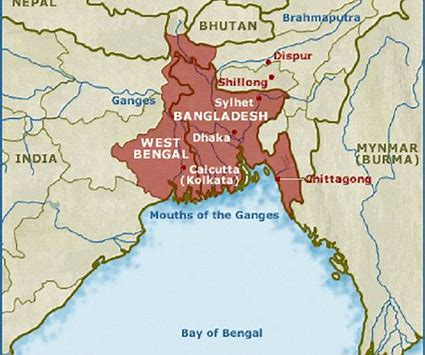 NEPAL
BHUTAN
Brahmaputra
Dispur
Shillong
Ganges
Sylhet
BANGLADESH
Dhaka
WEST
BENGAL
INDIA
MYNMAR
(BURMA)
Calcutta
(Kolkata)
Chittagong
Mouths of the Ganges
Bay of Bengal